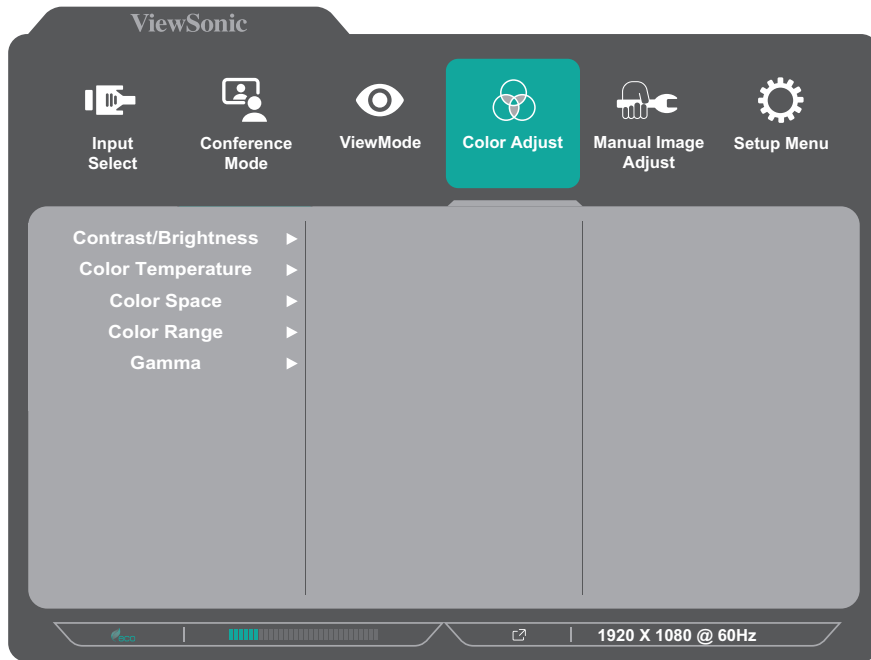 ViewSonic
Input
Select
Conference
Mode
ViewMode
Color Adjust
Manual Image
Adjust
Setup Menu
Contrast/Brightness
Color Temperature
Color Space
Color Range
Gamma
eco
1920 X 1080 @ 60Hz